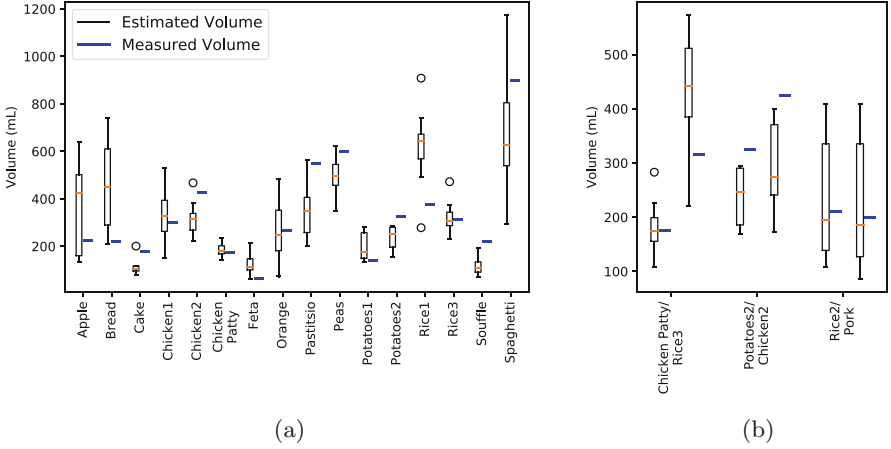 Estimated Volume
Measured Volume
Volume (mL)
1200
1000
800
600
400
200
Apple
Bread
Cake
Chicken1
Chicken2
Chicken
Patty
Feta
Orange
Pastitsio
Peas
Potatoes1
Potatoes2
Rice1
Rice3
Souffle
Spaghetti
(a)
Volume (mL)
500
400
300
200
100
Chicken Patty/
Rice3
Potatoes2/
Chicken2
Rice2/
Pork
(b)